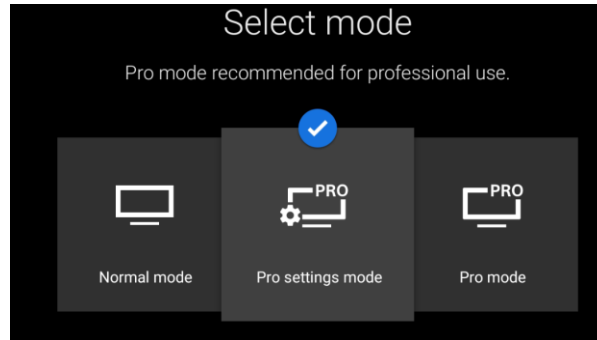 Select mode
Pro mode recommended for professional use.
PRO
PRO
Normal mode
Pro settings mode
Pro mode